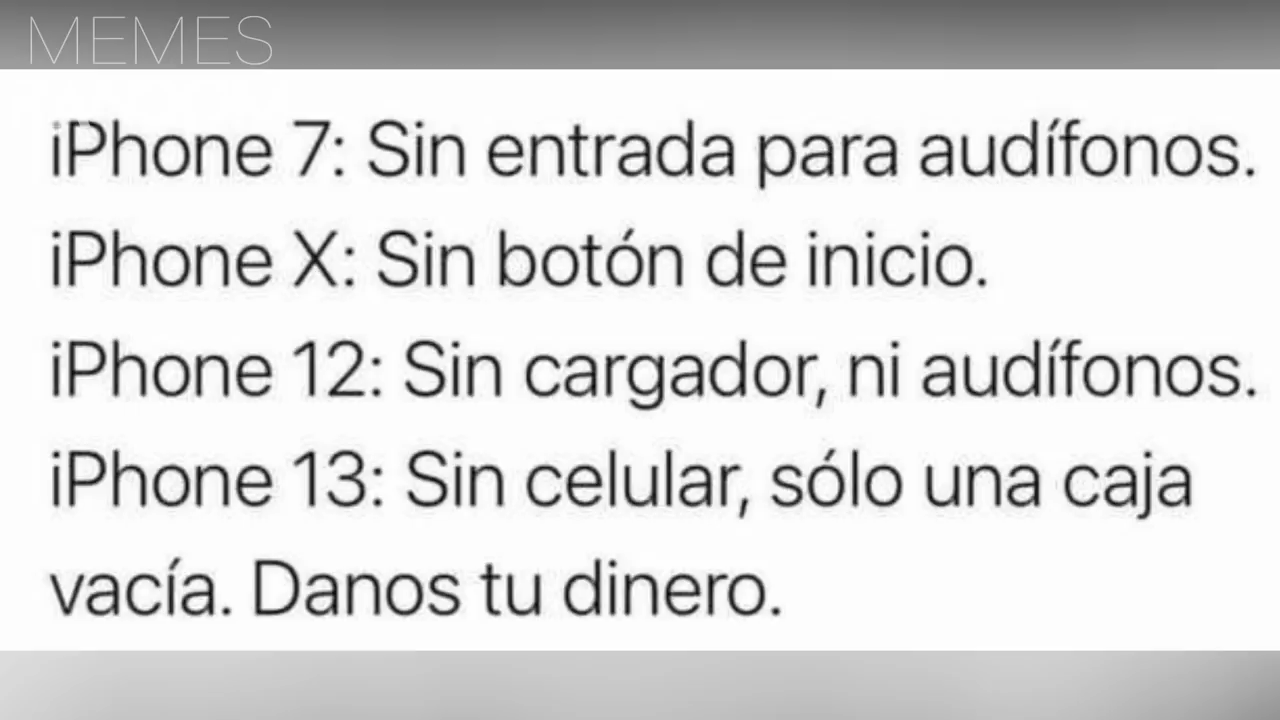 MEMES
iPhone 7: Sin entrada para audífonos.
iPhone X: Sin botón de inicio.
iPhone 12: Sin cargador, ni audífonos.
iPhone 13: Sin celular, sólo una caja
vacía. Danos tu dinero.